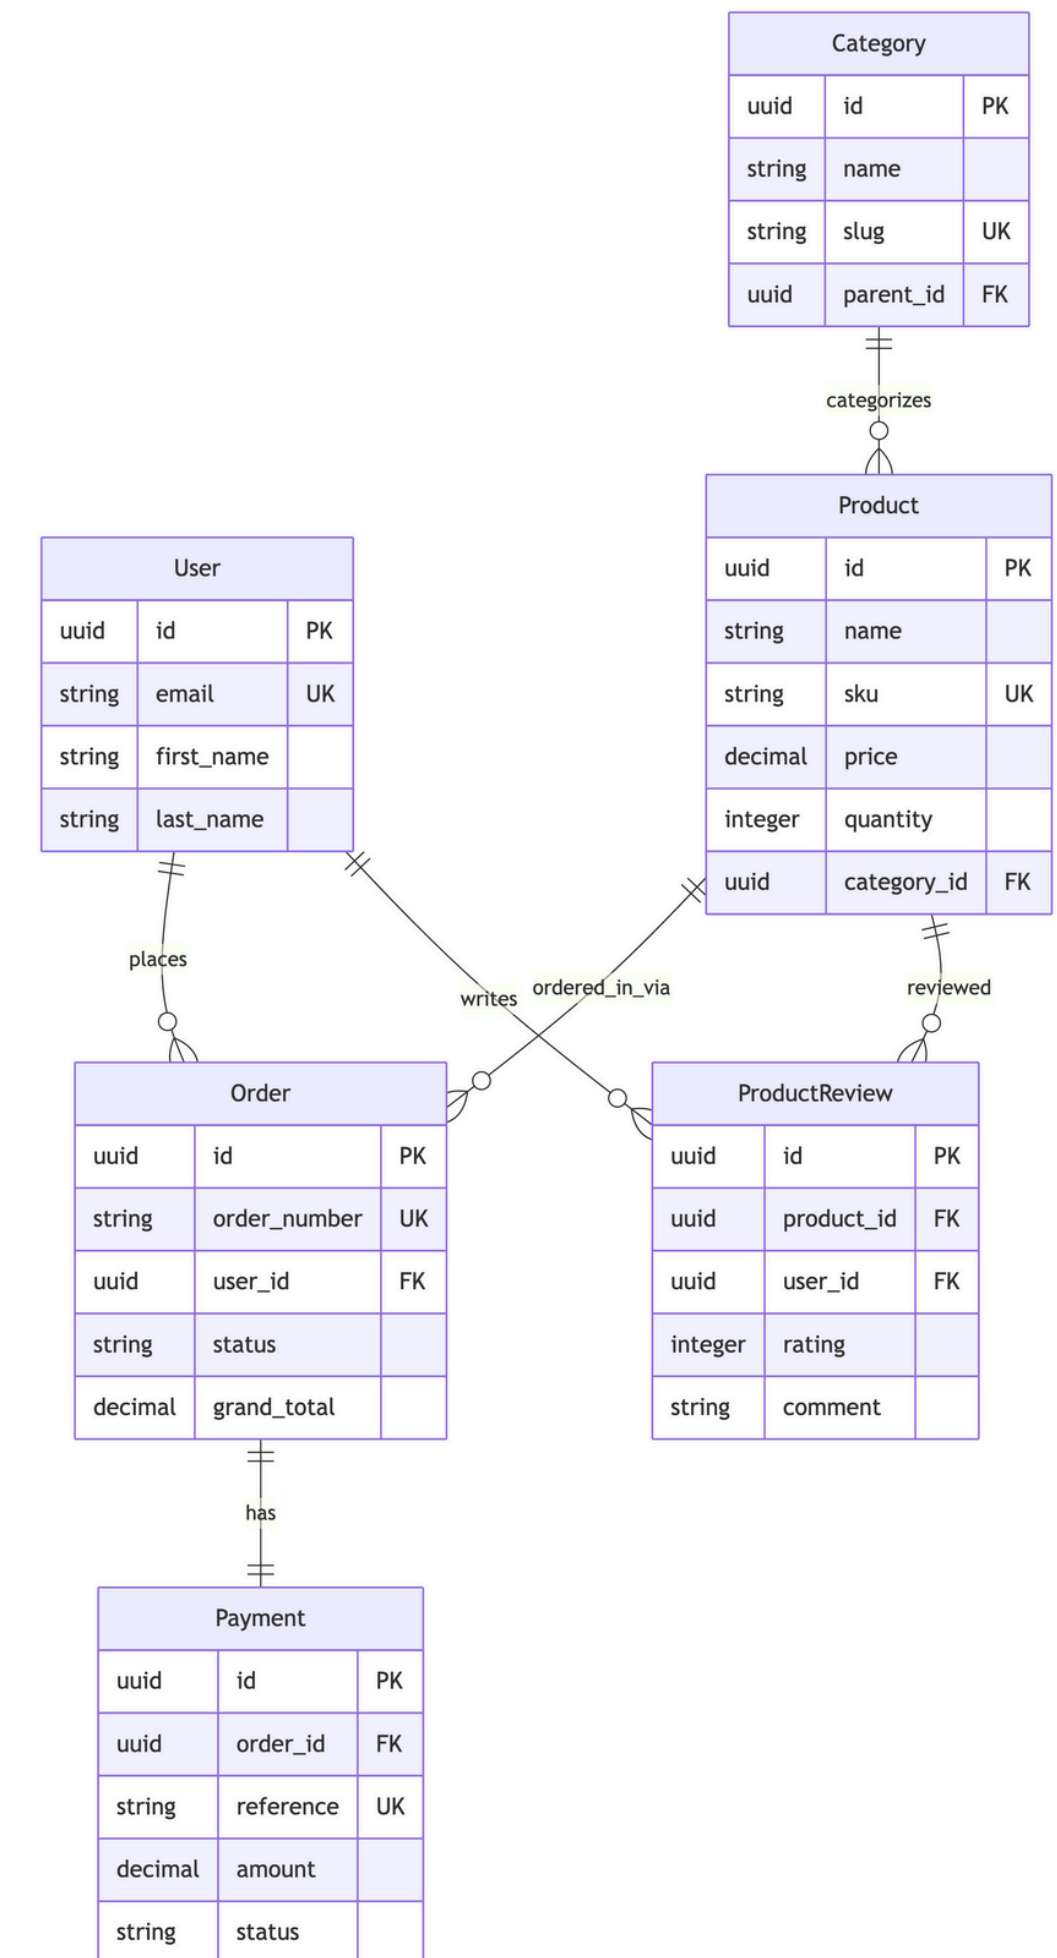 Category
uuid id PK
string name
string slug UK
uuid parent_id FK
categorizes
Product
uuid id PK
string name
string sku UK
decimal price
integer quantity
uuid category_id FK
User
uuid id PK
string email UK
string first_name
string last_name
places
writes
ordered_in_via
reviewed
Order
uuid id PK
string order_number UK
uuid user_id FK
string status
decimal grand_total
ProductReview
uuid id PK
uuid product_id FK
uuid user_id FK
integer rating
string comment
has
Payment
uuid id PK
uuid order_id FK
string reference UK
decimal amount
string status